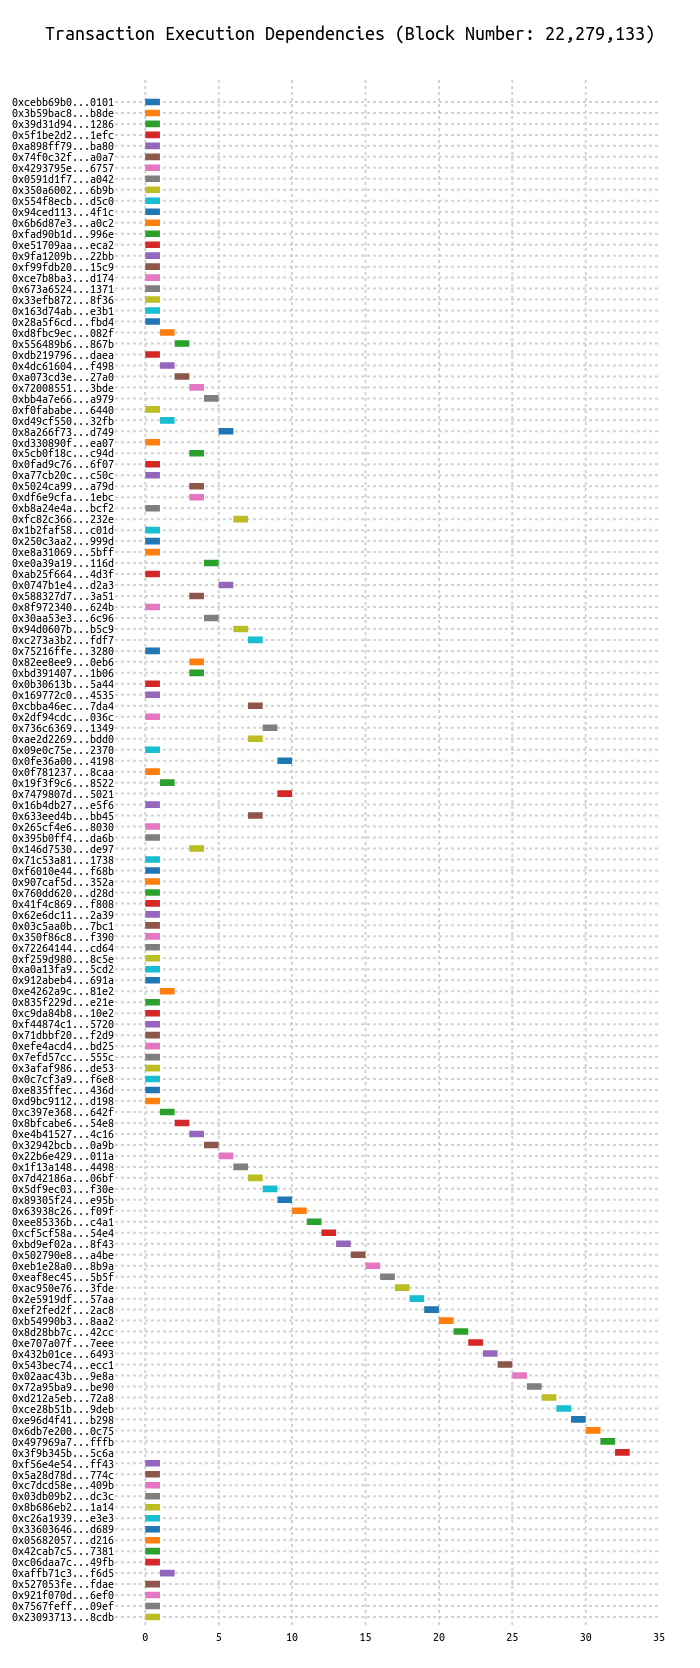 Transaction Execution Dependencies (Block Number: 22,279,133)
0xcebb69b0...0101
0x3b59bac8...b8de
0x39d31d94...1286
0x5f1be2d2...1efc
0xa898ff79...ba80
0x74f0c32f...a0a7
0x4293795e...6757
0x0591d1f7...a042
0x350a6002...6b9b
0x554f8ecb...d5c0
0x94ced113...4f1c
0x6b6d87e3...a0c2
0xfad90b1d...996e
0xe51709aa...eca2
0x9fa1209b...22bb
0xf99fdb20...15c9
0xce7b8ba3...d174
0x673a6524...1371
0x33efb872...8f36
0x163d74ab...e3b1
0x28a5f6cd...fbd4
0xd8fbc9ec...082f
0x556489b6...867b
0xdb219796...daea
0x4dc61604...f498
0xa073cd3e...27a0
0x72008551...3bde
0xbb4a7e66...a979
0xf0fababe...6440
0xd49cf550...32fb
0x8a266f73...d749
0xd330890f...ea07
0x5cb0f18c...c94d
0x0fad9c76...6f07
0xa77cb20c...c50c
0x5024ca99...a79d
0xdf6e9cfa...1ebc
0xb8a24e4a...bcf2
0xfc82c366...232e
0x1b2faf58...c01d
0x250c3aa2...999d
0xe8a31069...5bff
0xe0a39a19...116d
0xab25f664...4d3f
0x0747b1e4...d2a3
0x588327d7...3a51
0x8f972340...624b
0x30aa53e3...6c96
0x94d0607b...b5c9
0xc273a3b2...fdf7
0x75216ffe...3280
0x82ee8ee9...0eb6
0xbd391407...1b06
0x0b30613b...5a44
0x169772c0...4535
0xcbba46ec...7da4
0x2df94cdc...036c
0x736c6369...1349
0xae2d2269...bdd0
0x09e0c75e...2370
0x0fe36a00...4198
0x0f781237...8caa
0x19f3f9c6...8522
0x7479807d...5021
0x16b4db27...e5f6
0x633eed4b...bb45
0x265cf4e6...8030
0x395b0ff4...da6b
0x146d7530...de97
0x71c53a81...1738
0xf6010e44...f68b
0x907caf5d...352a
0x760dd620...d28d
0x41f4c869...f808
0x62e6dc11...2a39
0x03c5aa0b...7bc1
0x350f86c8...f390
0x72264144...cd64
0xf259d980...8c5e
0xa0a13fa9...5cd2
0x912abeb4...691a
0xe4262a9c...81e2
0x835f229d...e21e
0xc9da84b8...10e2
0xf44874c1...5720
0x71dbbf20...f2d9
0xefe4acd4...bd25
0x7efd57cc...555c
0x3afaf986...de53
0x0c7cf3a9...f6e8
0xe835ffec...436d
0xd9bc9112...d198
0xc397e368...642f
0x8bfcabe6...54e8
0xe4b41527...4c16
0x32942bcb...0a9b
0x22b6e429...011a
0x1f13a148...4498
0x7d42186a...06bf
0x5df9ec03...f30e
0x89305f24...e95b
0x63938c26...f09f
0xee85336b...c4a1
0xcf5cf58a...54e4
0xbd9ef02a...8f43
0x502790e8...a4be
0xeb1e28a0...8b9a
0xeaf8ec45...5b5f
0xac950e76...3fde
0x2e5919df...57aa
0xef2fed2f...2ac8
0xb54990b3...8aa2
0x8d28bb7c...42cc
0xe707a07f...7eee
0x432b01ce...6493
0x543bec74...ecc1
0x02aac43b...9e8a
0x72a95ba9...be90
0xd212a5eb...72a8
0xce28b51b...9deb
0xe96d4f41...b298
0x6db7e200...0c75
0x497969a7...fffb
0x3f9b345b...5c6a
0xf56e4e54...ff43
0x5a28d78d...774c
0xc7dcd58e...409b
0x03db09b2...dc3c
0x8b686eb2...1a14
0xc26a1939...e3e3
0x33603646...d689
0x05682057...d216
0x42cab7c5...7381
0xc06daa7c...49fb
0xaffb71c3...f6d5
0x527053fe...fdae
0x921f070d...6ef0
0x7567feff...09ef
0x23093713...8cdb
0 5 10 15 20 25 30 35